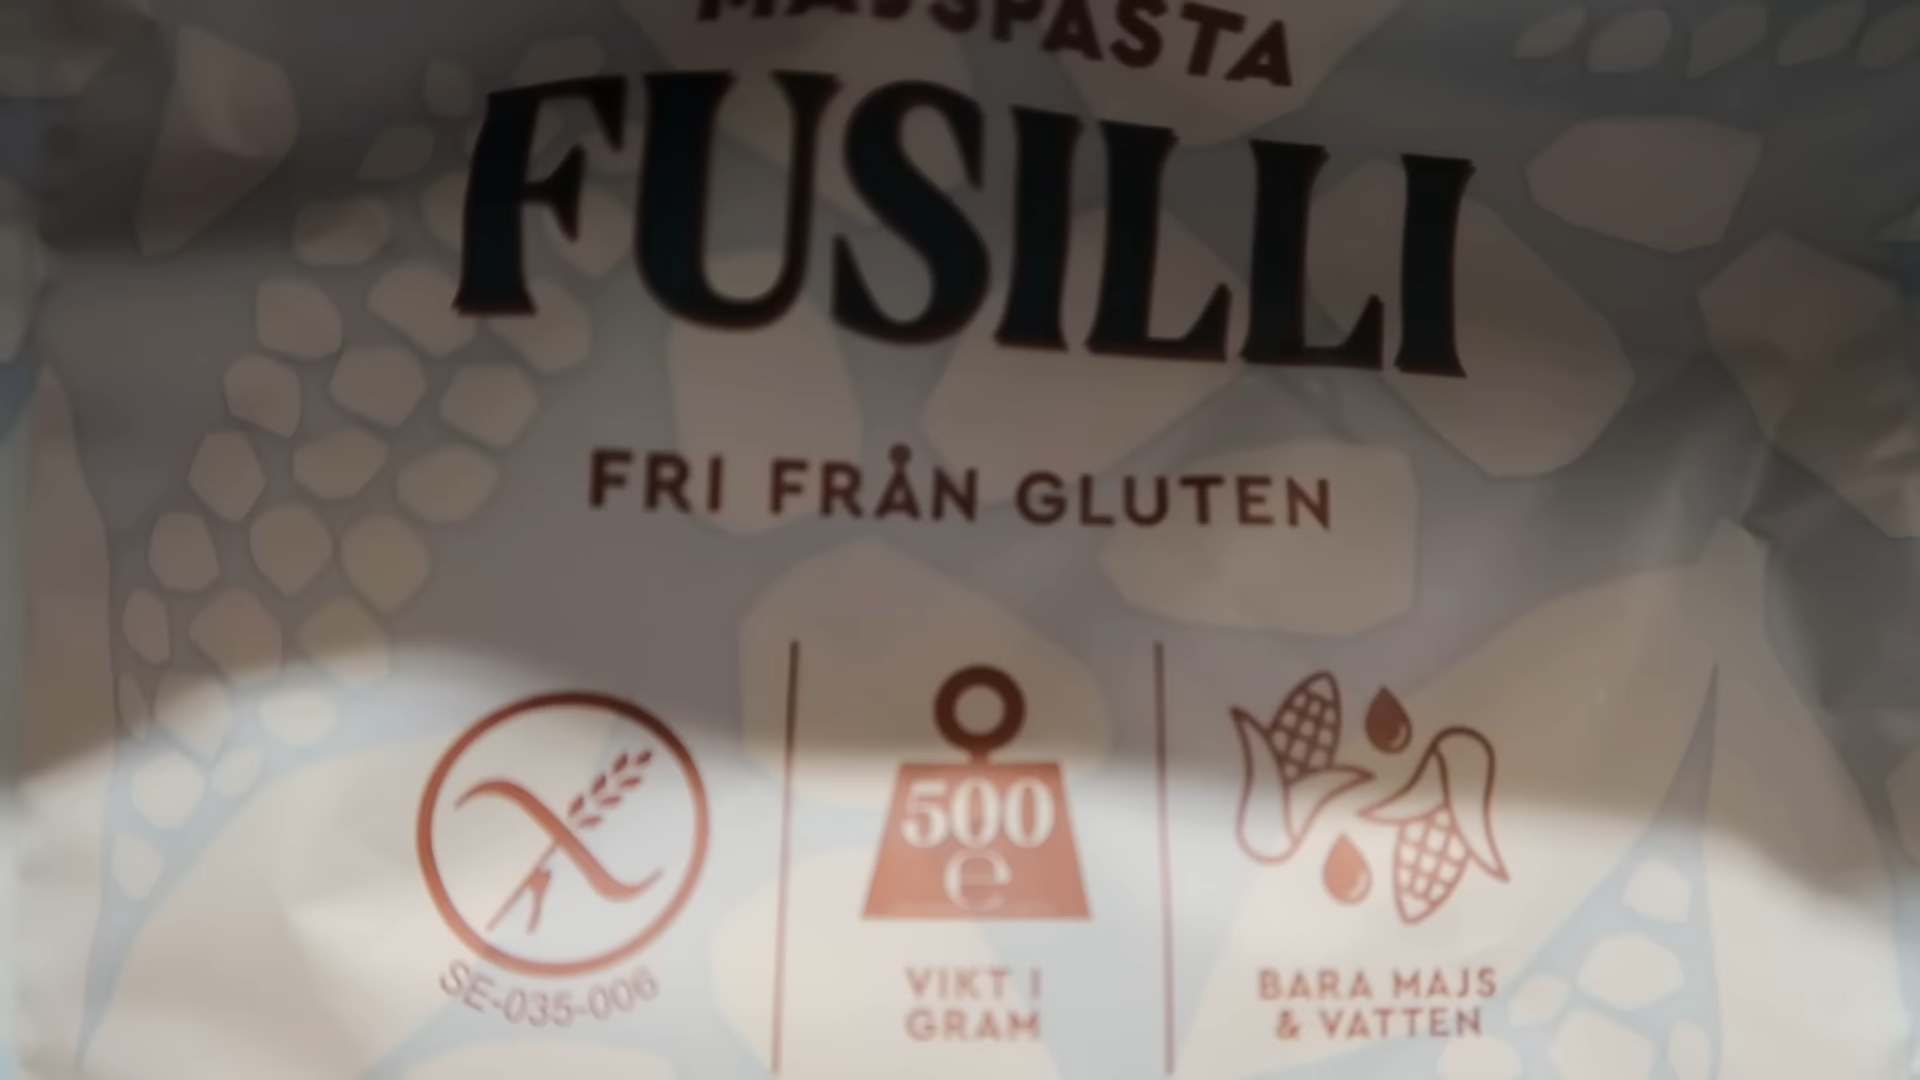 MAJSPASTA
FUSILLI
FRI FRÅN GLUTEN
500
e
SE-035-006
VIKT I
GRAM
BARA MAJS
& VATTEN